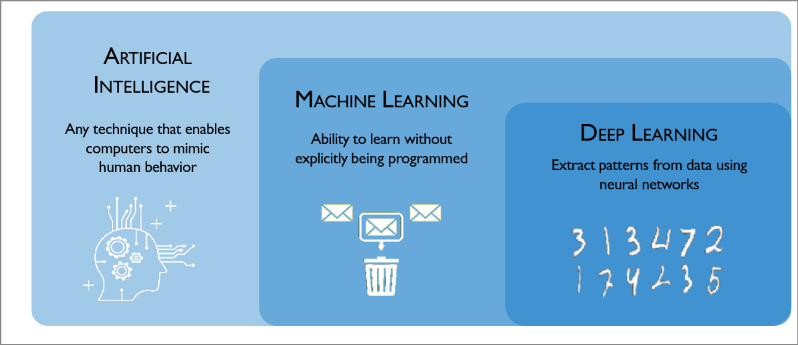 ARTIFICIAL
INTELLIGENCE
Any technique that enables
computers to mimic
human behavior
MACHINE LEARNING
Ability to learn without
explicitly being programmed
DEEP LEARNING
Extract patterns from data using
neural networks
3 1 3 4 7 2
1 7 4 2 3 5